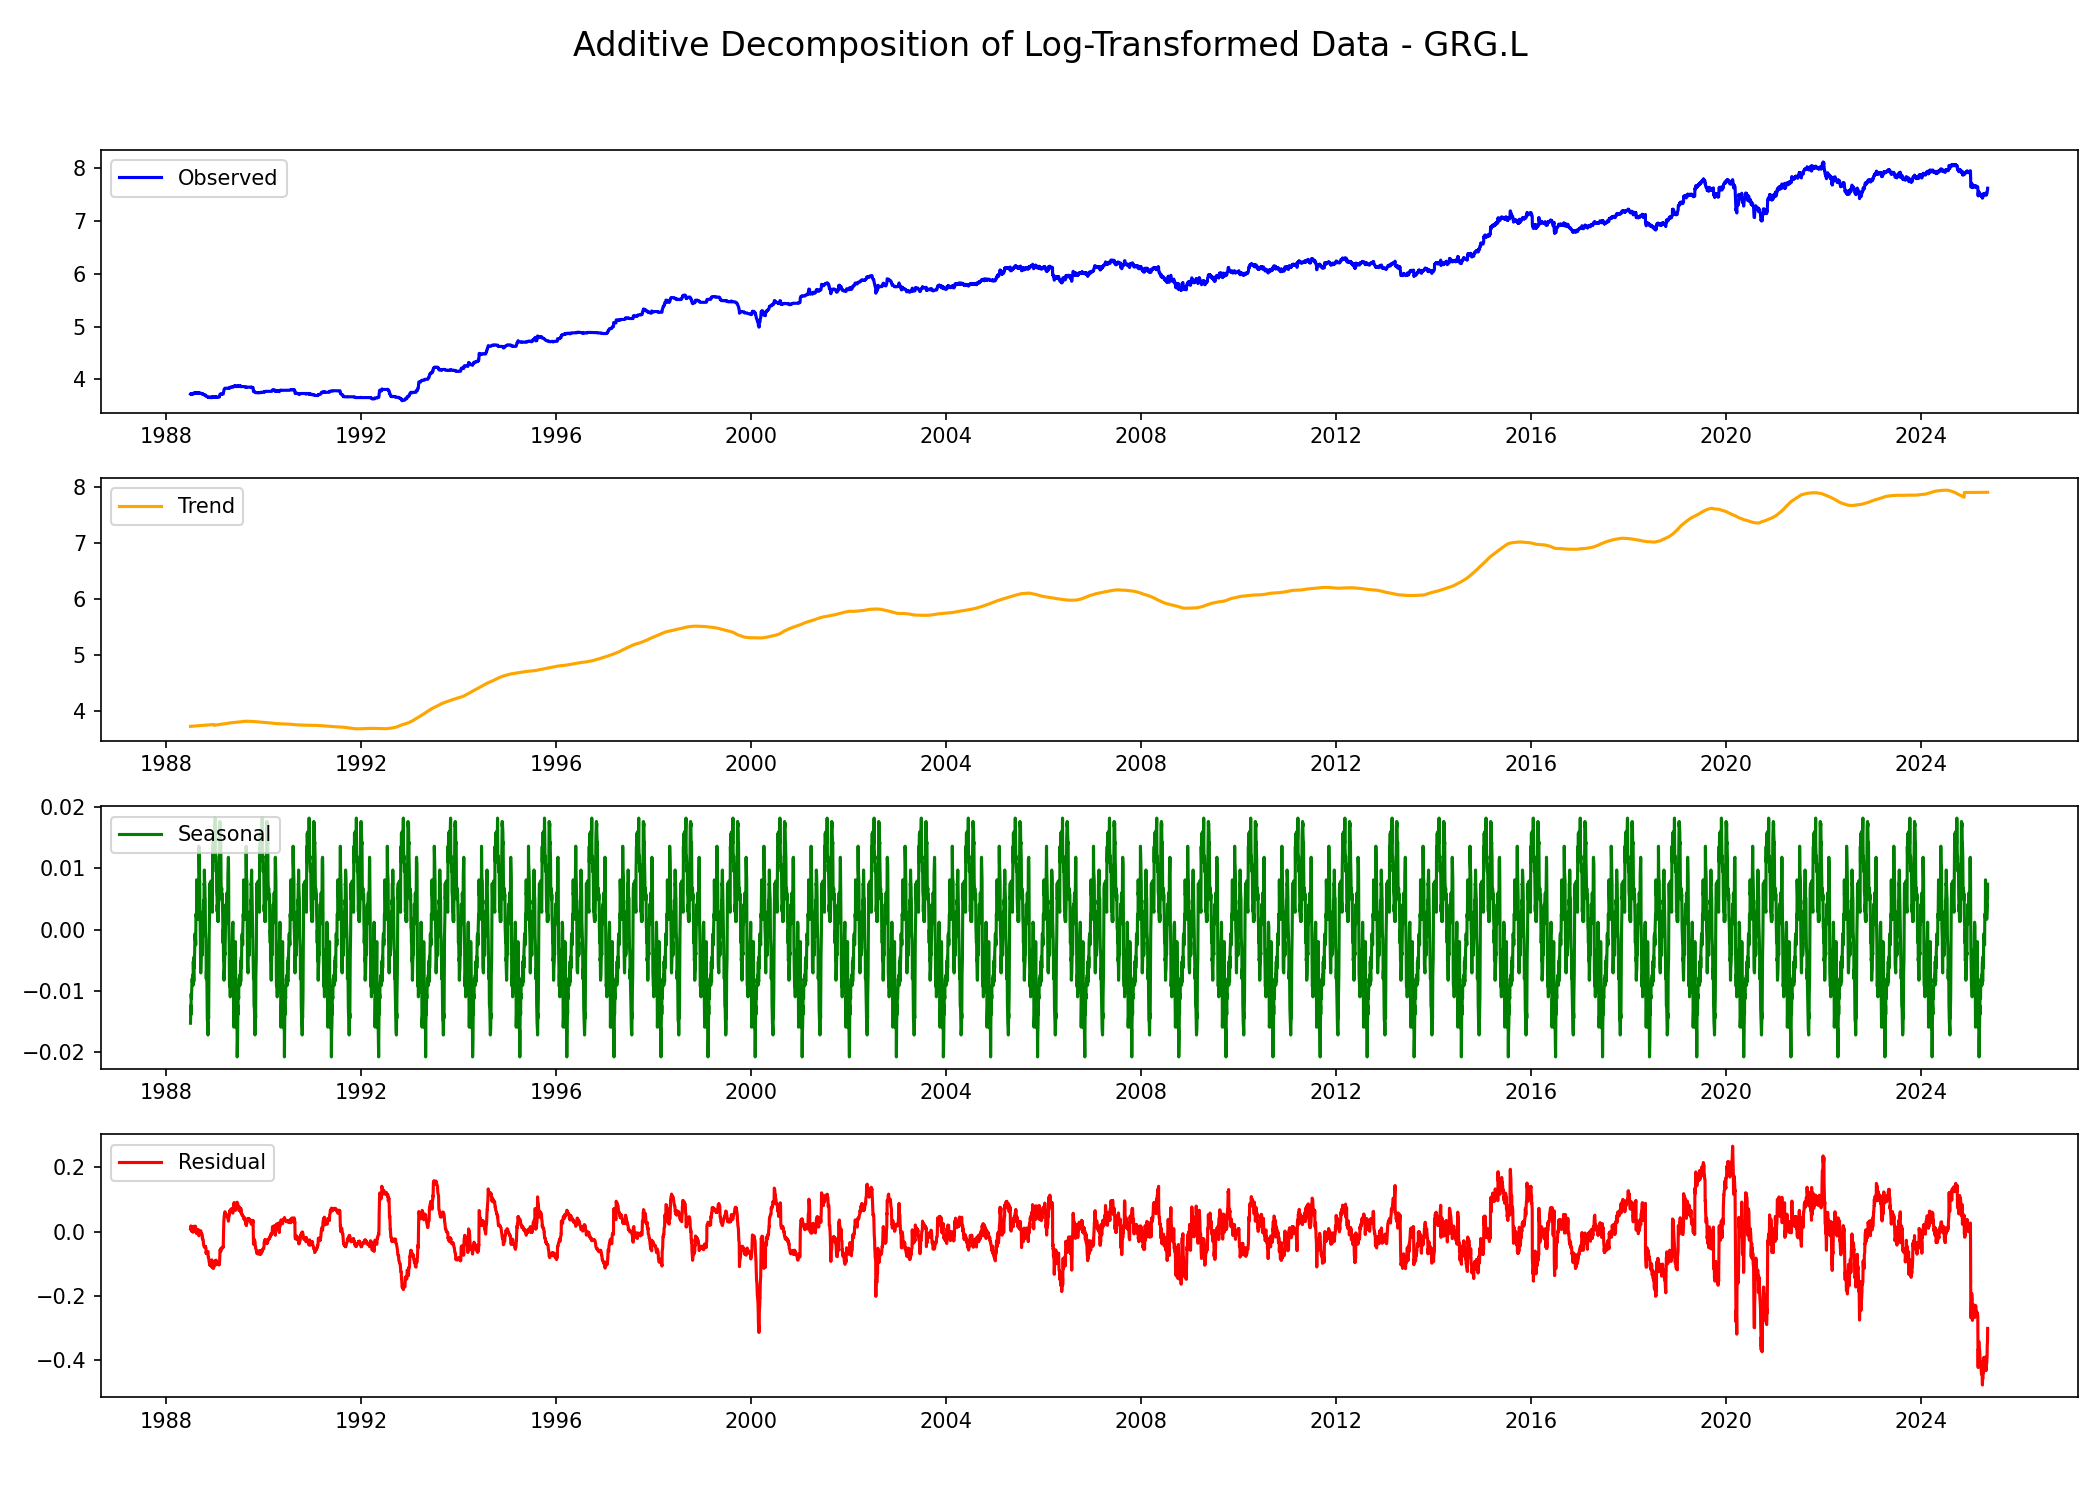 Additive Decomposition of Log-Transformed Data - GRG.L
Observed
8
7
6
5
4
1988 1992 1996 2000 2004 2008 2012 2016 2020 2024
Trend
8
7
6
5
4
1988 1992 1996 2000 2004 2008 2012 2016 2020 2024
0.02
Seasonal
0.01
0.00
−0.01
−0.02
1988 1992 1996 2000 2004 2008 2012 2016 2020 2024
Residual
0.2
0.0
−0.2
−0.4
1988 1992 1996 2000 2004 2008 2012 2016 2020 2024